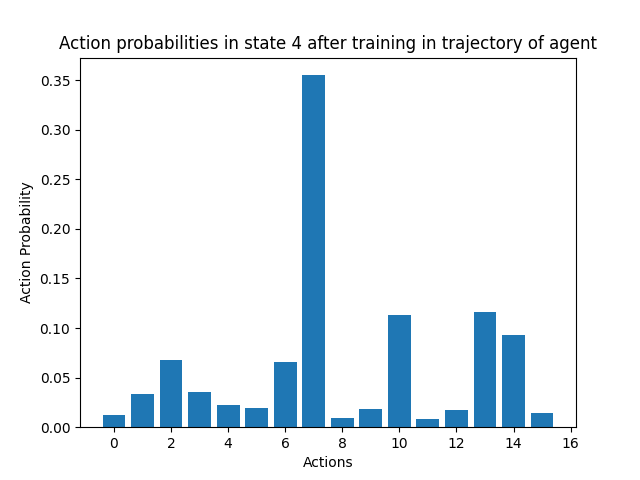 Action probabilities in state 4 after training in trajectory of agent
0.35
0.30
0.25
0.20
0.15
0.10
0.05
0.00
Action Probability
0 2 4 6 8 10 12 14 16
Actions